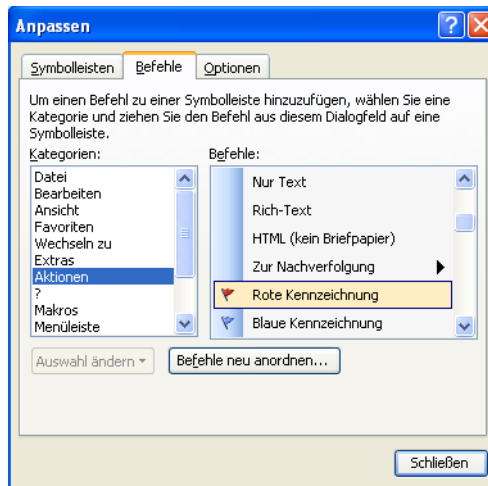 Anpassen
Symbolleisten Befehle Optionen
Um einen Befehl zu einer Symbolleiste hinzuzufügen, wählen Sie eine
Kategorie und ziehen Sie den Befehl aus diesem Dialogfeld auf eine
Symbolleiste.
Kategorien:
Datei
Bearbeiten
Ansicht
Favoriten
Wechseln zu
Extras
Aktionen
?
Makros
Menüleiste
Befehle:
Nur Text
Rich-Text
HTML (kein Briefpapier)
Zur Nachverfolgung
Rote Kennzeichnung
Blaue Kennzeichnung
Auswahl ändern
Befehle neu anordnen...
Schließen